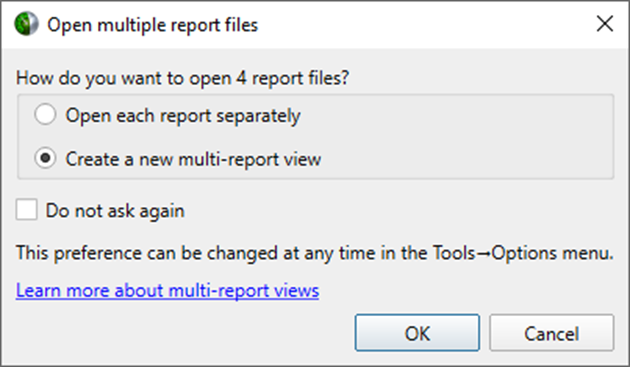 Open multiple report files
How do you want to open 4 report files?
Open each report separately
Create a new multi-report view
Do not ask again
This preference can be changed at any time in the Tools→Options menu.
Learn more about multi-report views
OK
Cancel